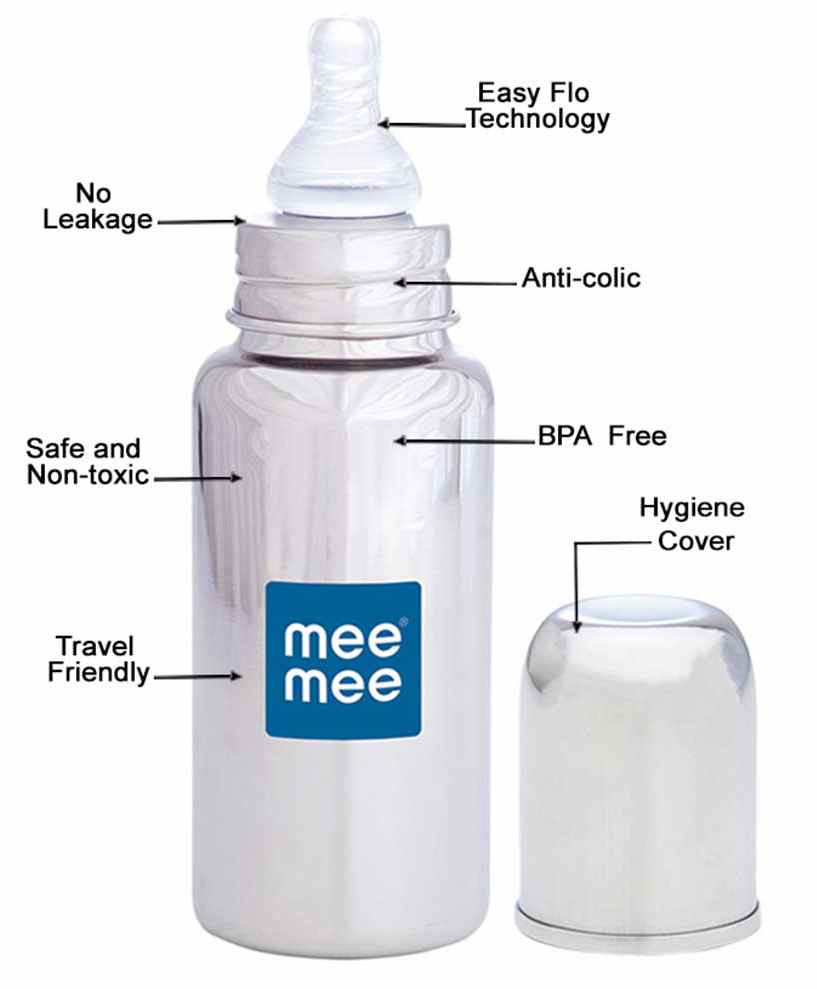 Easy Flo
Technology
No
Leakage
Anti-colic
BPA Free
Safe and
Non-toxic
Hygiene
Cover
Travel
Friendly
mee®
mee